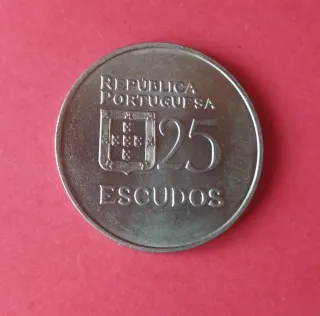 REPÚBLICA
PORTUGUESA
25
ESCUDOS